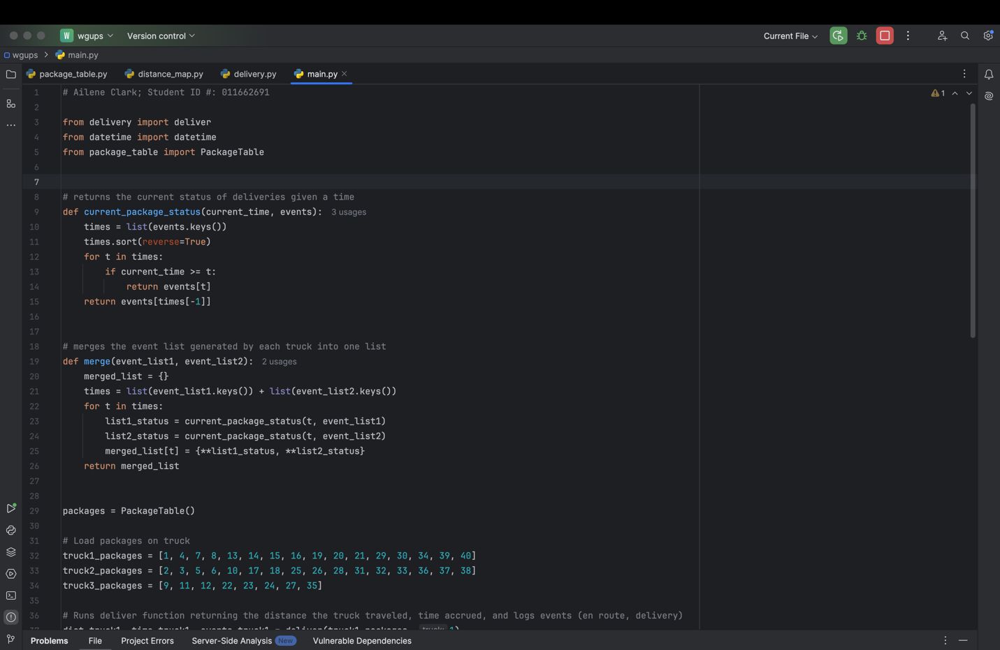 W wgups Version control Current File
wgups > main.py
package_table.py distance_map.py delivery.py main.py
1 # Ailene Clark; Student ID #: 011662691
1
2
3 from delivery import deliver
4 from datetime import datetime
5 from package_table import PackageTable
6
7
8 # returns the current status of deliveries given a time
9 def current_package_status(current_time, events): 3 usages
10 times = list(events.keys())
11 times.sort(reverse=True)
12 for t in times:
13 if current_time >= t:
14 return events[t]
15 return events[times[-1]]
16
17
18 # merges the event list generated by each truck into one list
19 def merge(event_list1, event_list2): 2 usages
20 merged_list = {}
21 times = list(event_list1.keys()) + list(event_list2.keys())
22 for t in times:
23 list1_status = current_package_status(t, event_list1)
24 list2_status = current_package_status(t, event_list2)
25 merged_list[t] = {**list1_status, **list2_status}
26 return merged_list
27
28
29 packages = PackageTable()
30
31 # Load packages on truck
32 truck1_packages = [1, 4, 7, 8, 13, 14, 15, 16, 19, 20, 21, 29, 30, 34, 39, 40]
33 truck2_packages = [2, 3, 5, 6, 10, 17, 18, 25, 26, 28, 31, 32, 33, 36, 37, 38]
34 truck3_packages = [9, 11, 12, 22, 23, 24, 27, 35]
35
36 # Runs deliver function returning the distance the truck traveled, time accrued, and logs events (en route, delivery)
Problems File Project Errors Server-Side Analysis New Vulnerable Dependencies